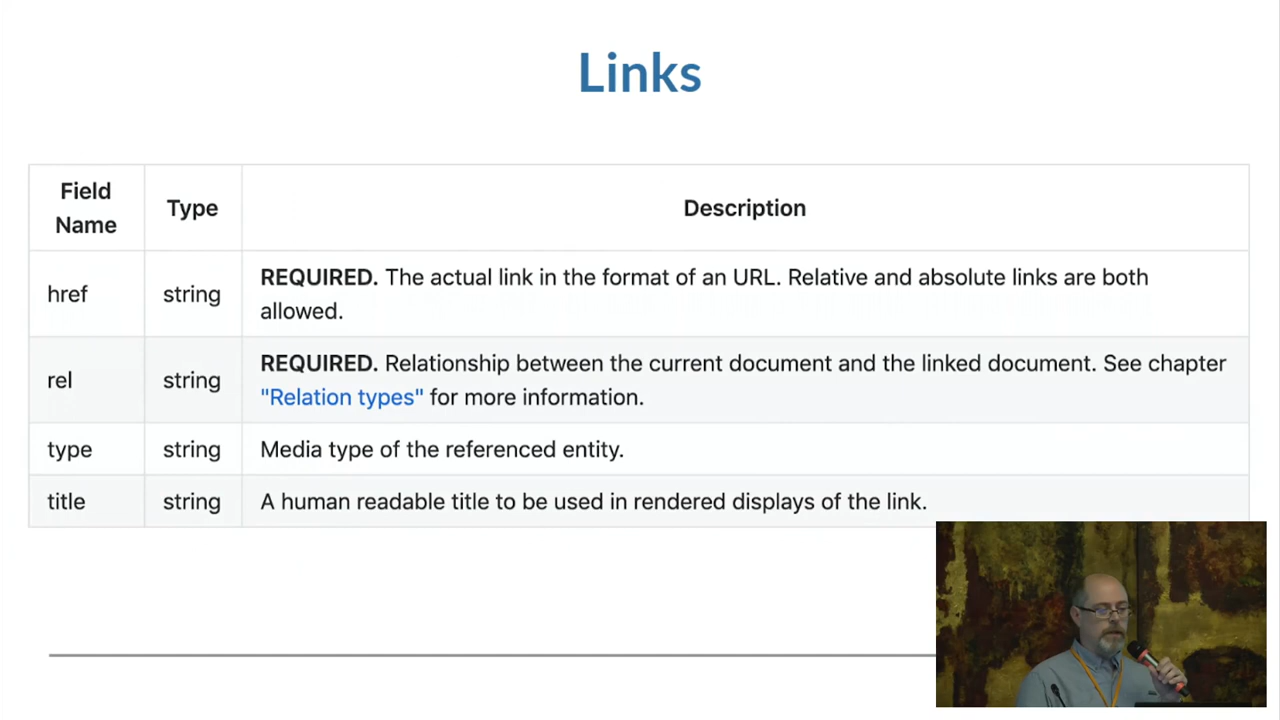 Links
Field
Name
Type
Description
href
string
REQUIRED. The actual link in the format of an URL. Relative and absolute links are both
allowed.
rel
string
REQUIRED. Relationship between the current document and the linked document. See chapter
"Relation types" for more information.
type
string
Media type of the referenced entity.
title
string
A human readable title to be used in rendered displays of the link.